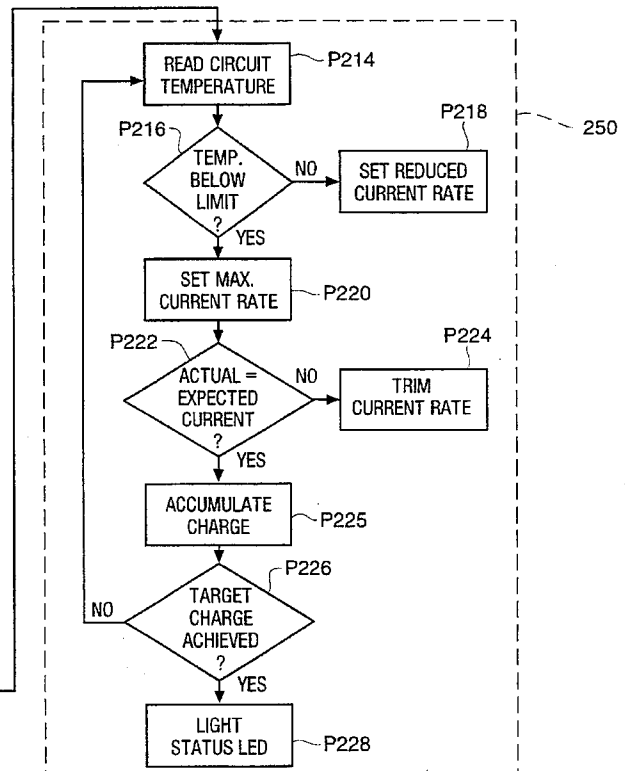 READ CIRCUIT
TEMPERATURE
P214
P216
TEMP.
BELOW
LIMIT
?
NO
YES
P218
SET REDUCED
CURRENT RATE
250
SET MAX.
CURRENT RATE
P220
P222
ACTUAL =
EXPECTED
CURRENT
?
NO
YES
P224
TRIM
CURRENT RATE
ACCUMULATE
CHARGE
P225
P226
TARGET
CHARGE
ACHIEVED
?
NO
YES
LIGHT
STATUS LED
P228